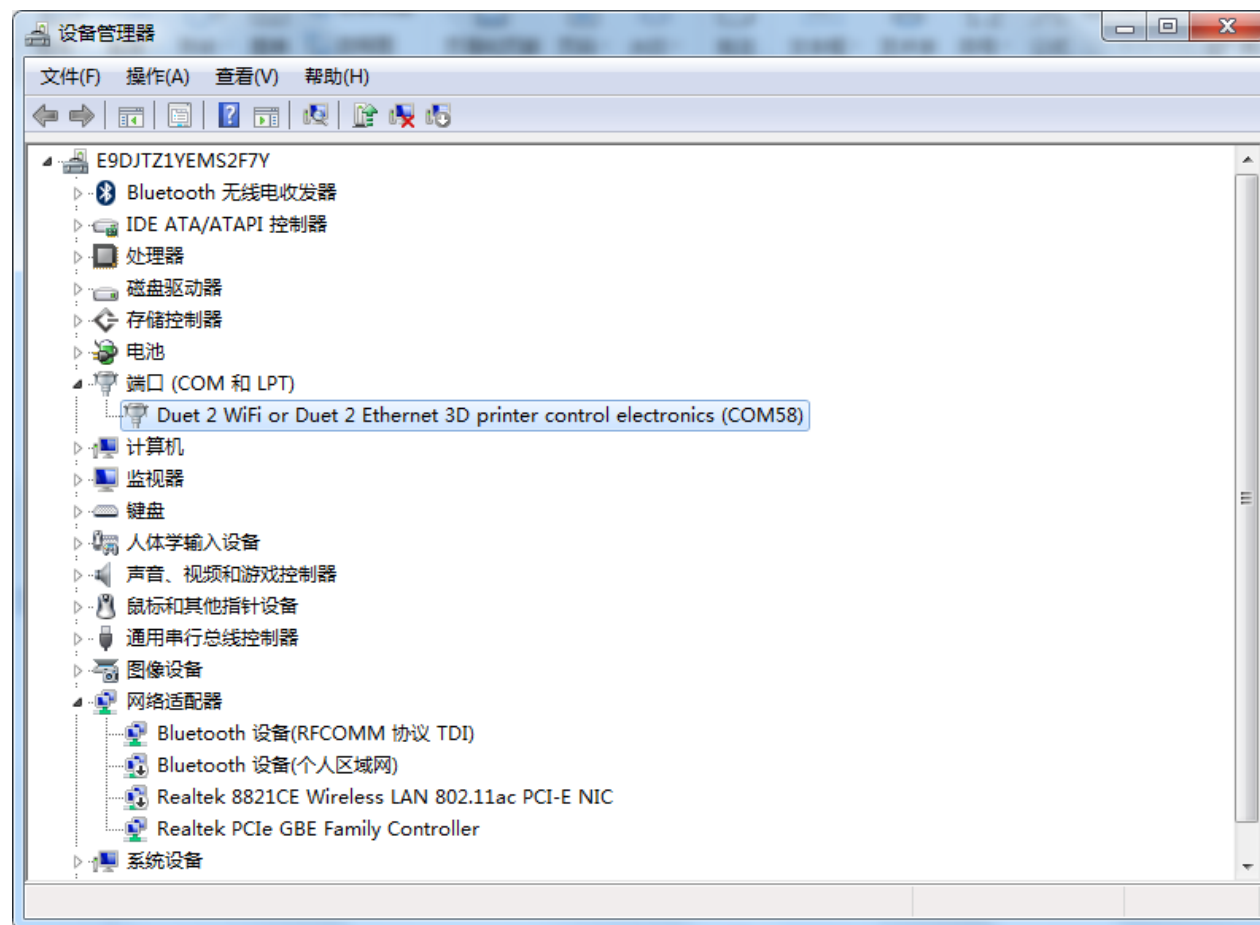 设备管理器
文件(F) 操作(A) 查看(V) 帮助(H)
E9DJTZ1YEMS2F7Y
Bluetooth 无线电收发器
IDE ATA/ATAPI 控制器
处理器
磁盘驱动器
存储控制器
电池
端口 (COM 和 LPT)
Duet 2 WiFi or Duet 2 Ethernet 3D printer control electronics (COM58)
计算机
监视器
键盘
人体学输入设备
声音、视频和游戏控制器
鼠标和其他指针设备
通用串行总线控制器
图像设备
网络适配器
Bluetooth 设备(RFCOMM 协议 TDI)
Bluetooth 设备(个人区域网)
Realtek 8821CE Wireless LAN 802.11ac PCI-E NIC
Realtek PCIe GBE Family Controller
系统设备